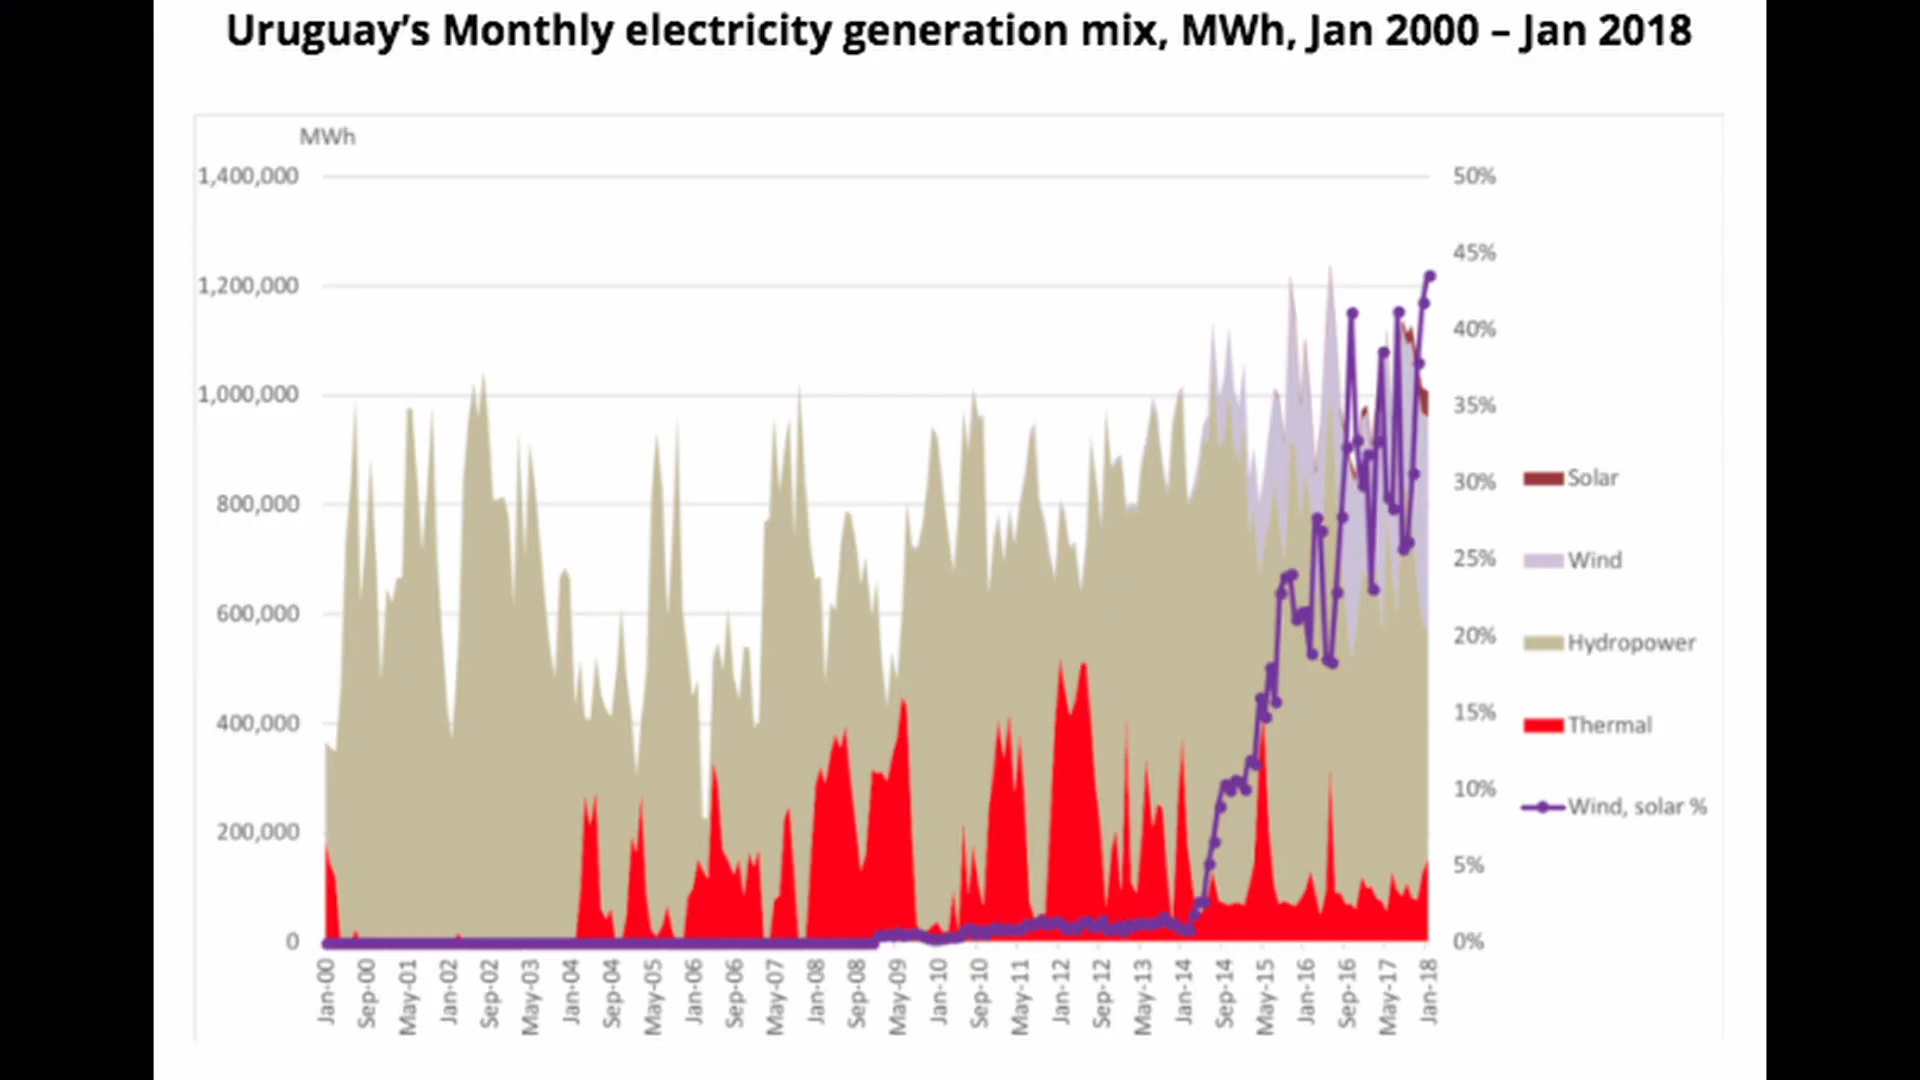 Uruguay’s Monthly electricity generation mix, MWh, Jan 2000 – Jan 2018
MWh
1,400,000
1,200,000
1,000,000
800,000
600,000
400,000
200,000
0
50%
45%
40%
35%
30%
25%
20%
15%
10%
5%
0%
Solar
Wind
Hydropower
Thermal
Wind, solar %
Jan-00
Sep-00
May-01
Jan-02
Sep-02
May-03
Jan-04
Sep-04
May-05
Jan-06
Sep-06
May-07
Jan-08
Sep-08
May-09
Jan-10
Sep-10
May-11
Jan-12
Sep-12
May-13
Jan-14
Sep-14
May-15
Jan-16
Sep-16
May-17
Jan-18